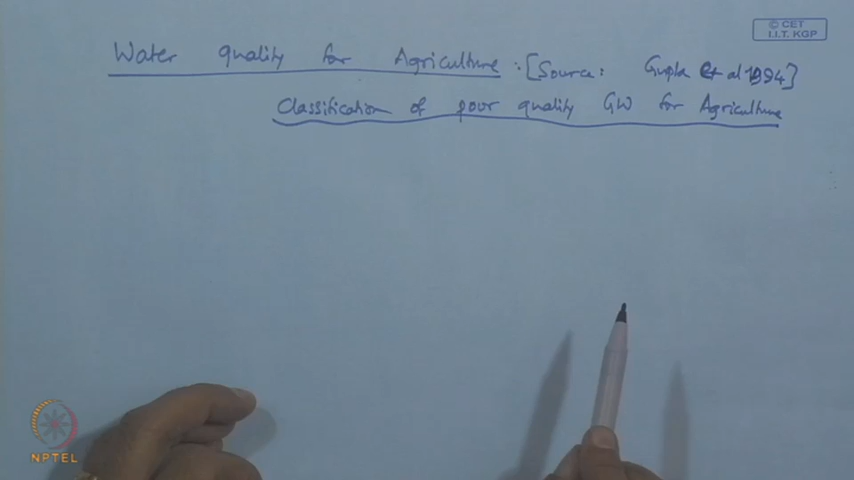 © CET
I.I.T. KGP
Water quality for Agriculture : [Source: Gupta et al 1994]
Classification of poor quality GW for Agriculture
NPTEL